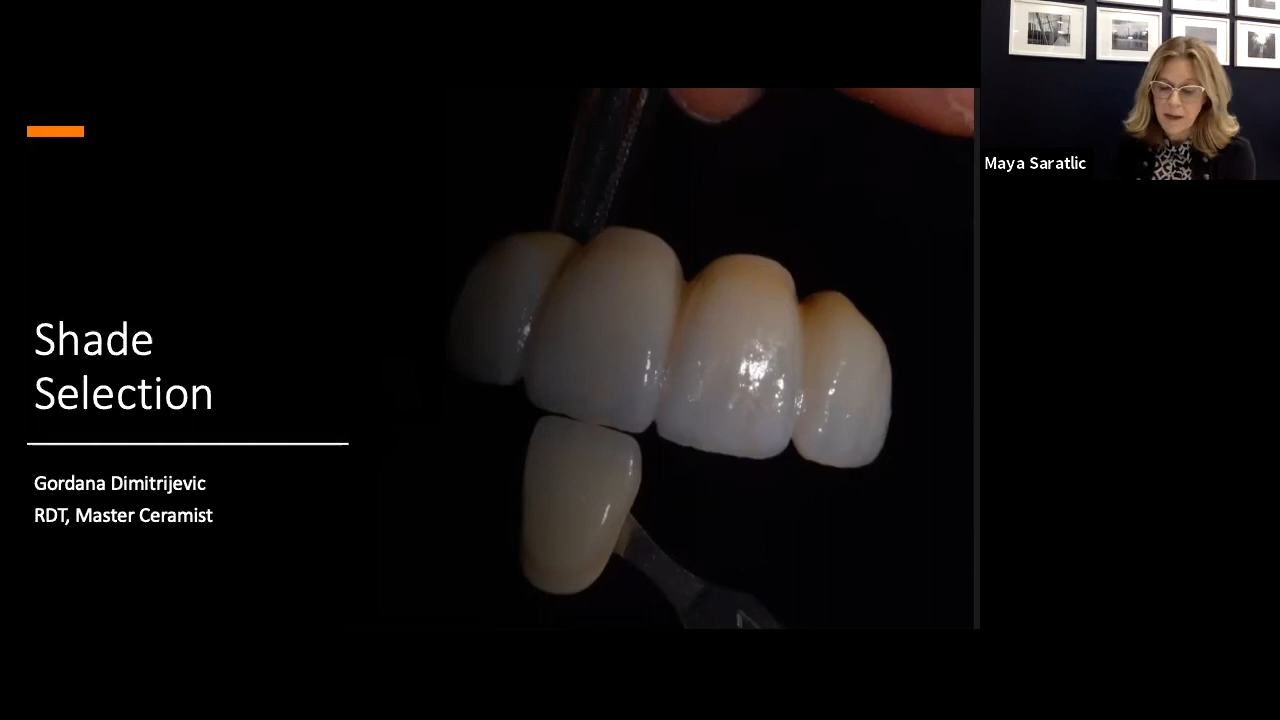 Shade
Selection
Gordana Dimitrijevic
RDT, Master Ceramist
Maya Saratlic